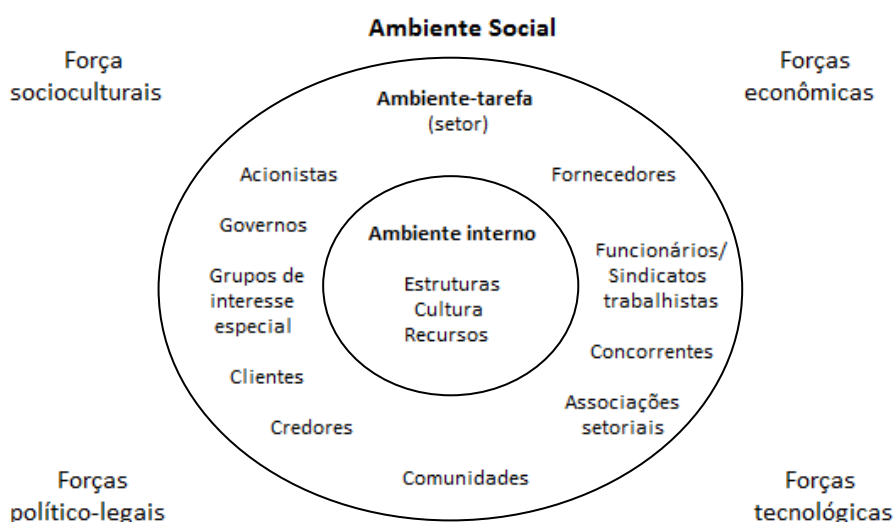 Ambiente Social
Força
socioculturais
Forças
econômicas
Ambiente-tarefa
(setor)
Acionistas
Fornecedores
Governos
Ambiente interno
Funcionários/
Sindicatos
trabalhistas
Grupos de
interesse
especial
Estruturas
Cultura
Recursos
Concorrentes
Clientes
Associações
setoriais
Credores
Comunidades
Forças
político-legais
Forças
tecnológicas